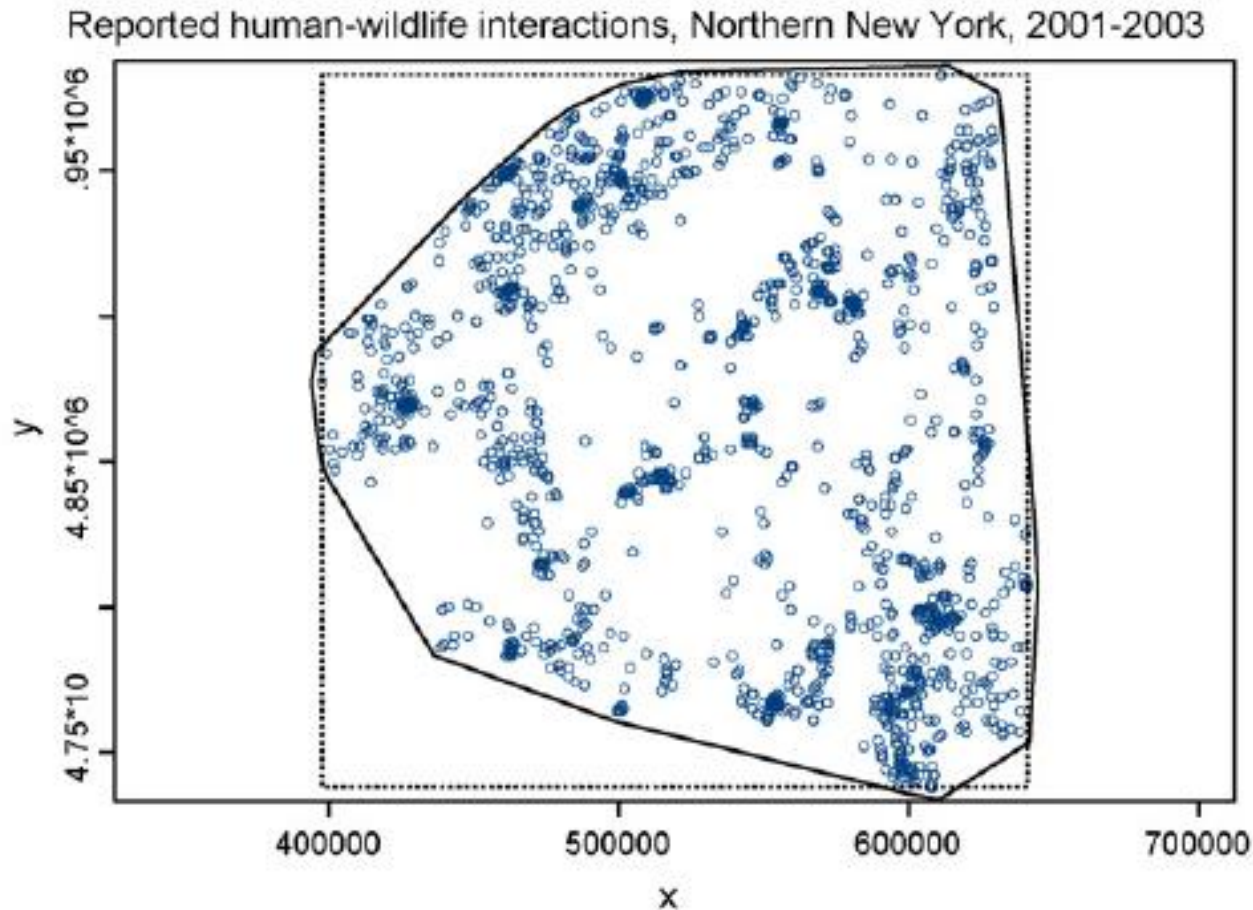 Reported human-wildlife interactions, Northern New York, 2001-2003
.95*10^6
y
4.85*10^6
4.75*10
400000 500000 600000 700000
x